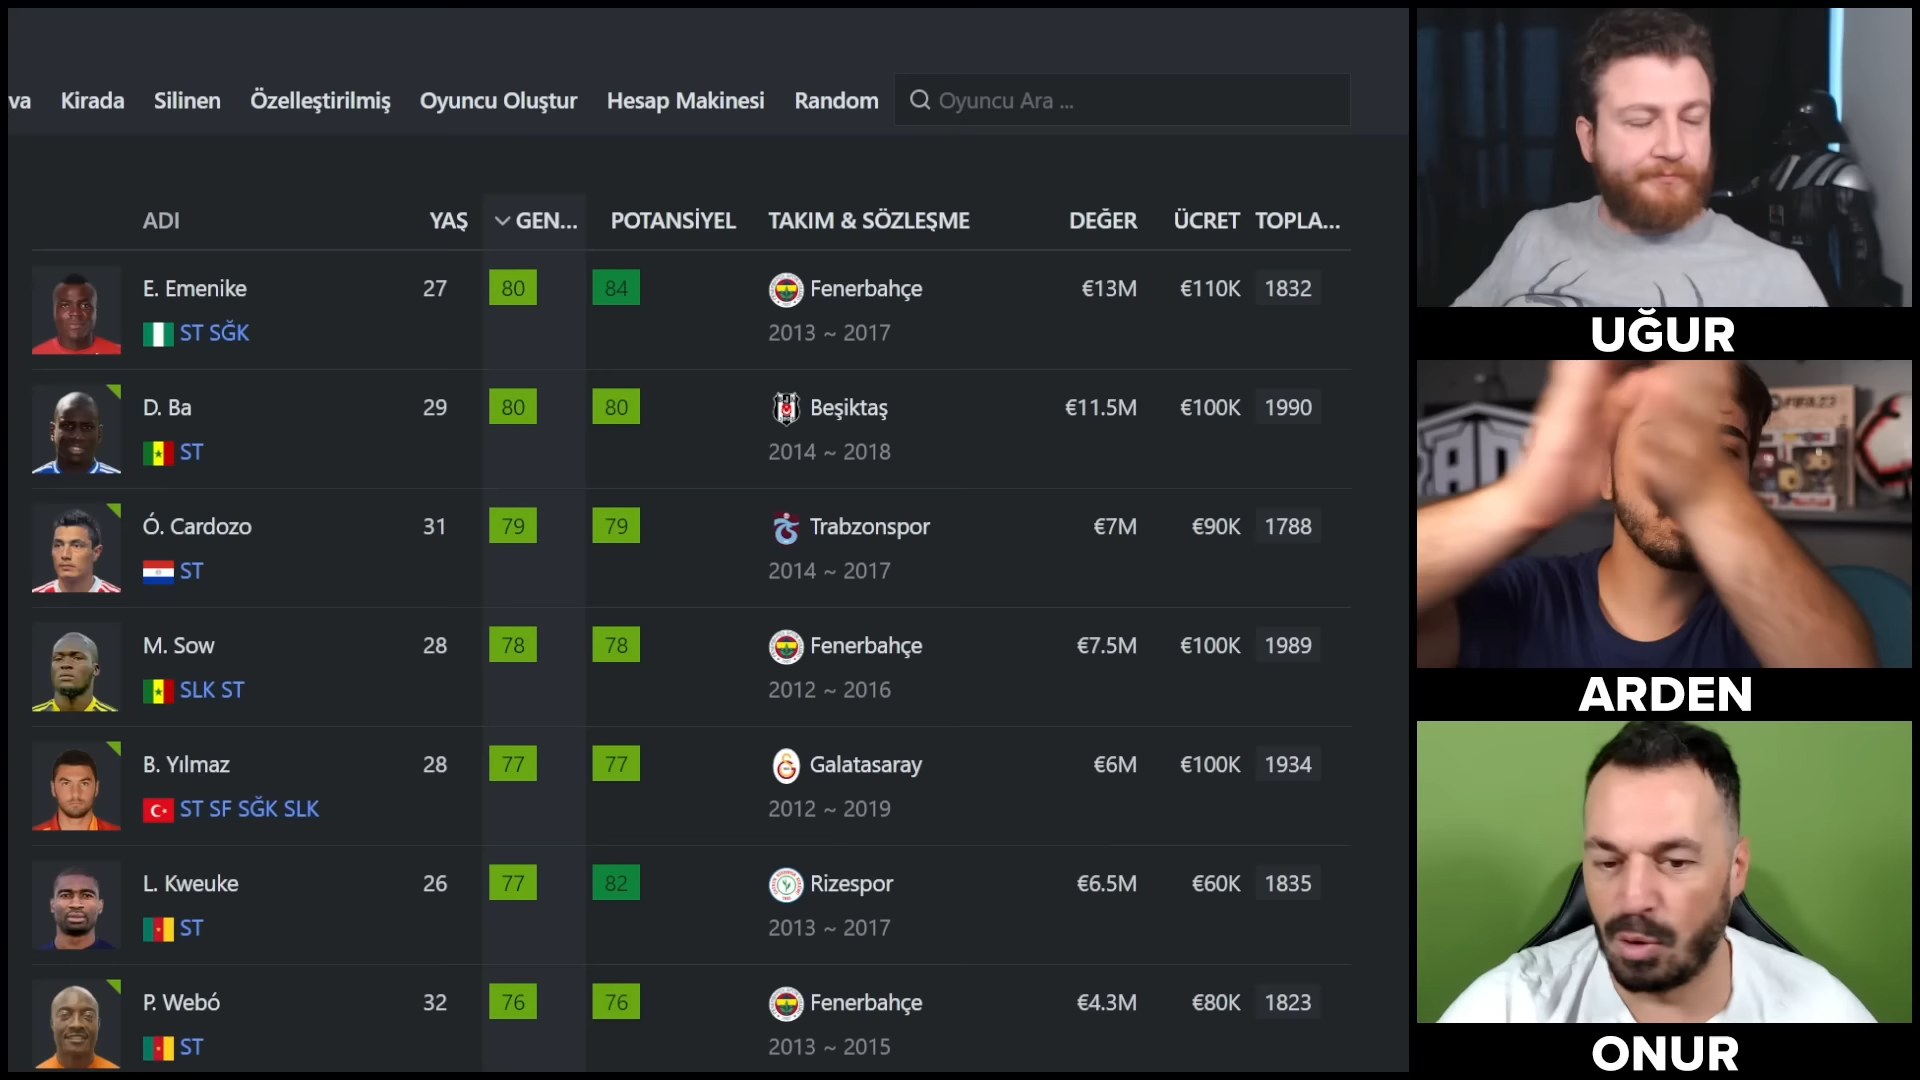 va Kirada Silinen Özelleştirilmiş Oyuncu Oluştur Hesap Makinesi Random Oyuncu Ara ...
ADI YAŞ GEN... POTANSİYEL TAKIM & SÖZLEŞME DEĞER ÜCRET TOPLA...
E. Emenike 27 80 84 Fenerbahçe €13M €110K 1832
ST SĞK 2013 ~ 2017
D. Ba 29 80 80 Beşiktaş €11.5M €100K 1990
ST 2014 ~ 2018
Ó. Cardozo 31 79 79 Trabzonspor €7M €90K 1788
ST 2014 ~ 2017
M. Sow 28 78 78 Fenerbahçe €7.5M €100K 1989
SLK ST 2012 ~ 2016
B. Yılmaz 28 77 77 Galatasaray €6M €100K 1934
ST SF SĞK SLK 2012 ~ 2019
L. Kweuke 26 77 82 Rizespor €6.5M €60K 1835
ST 2013 ~ 2017
P. Webó 32 76 76 Fenerbahçe €4.3M €80K 1823
ST 2013 ~ 2015
UĞUR
ARDEN
ONUR